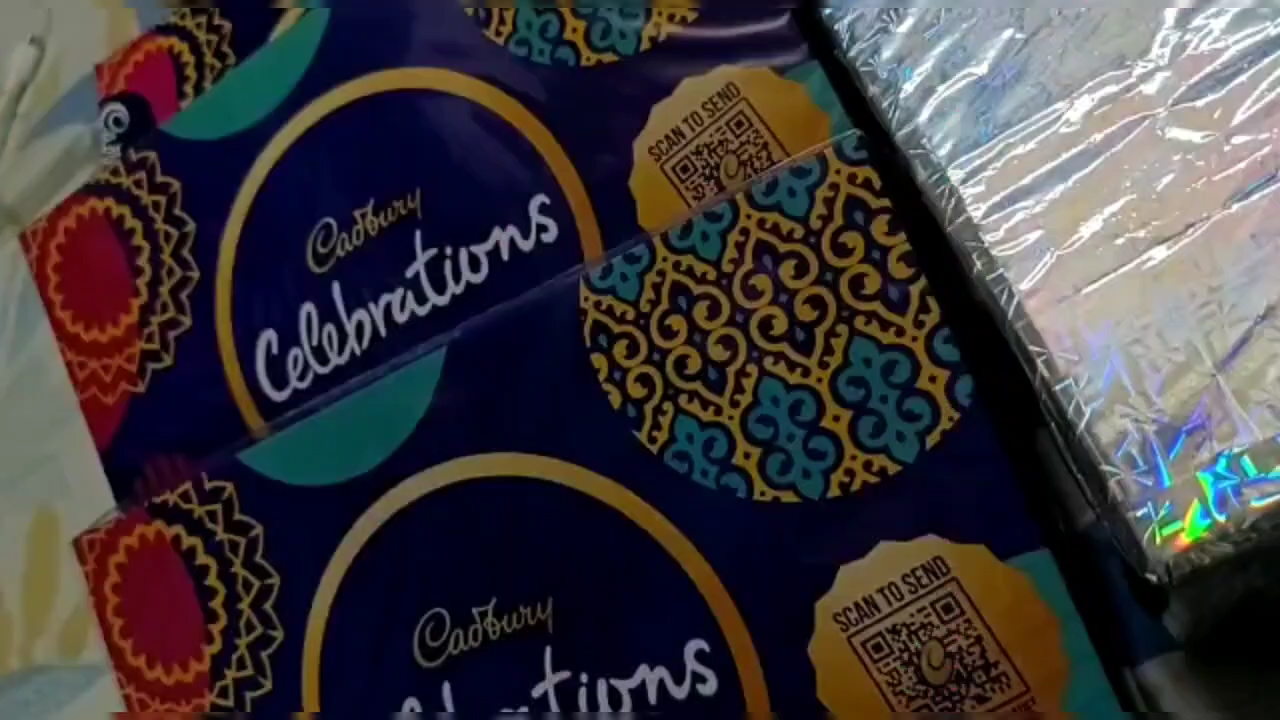 Cadbury
Celebrations
SCAN TO SEND
Cadbury
SCAN TO SEND